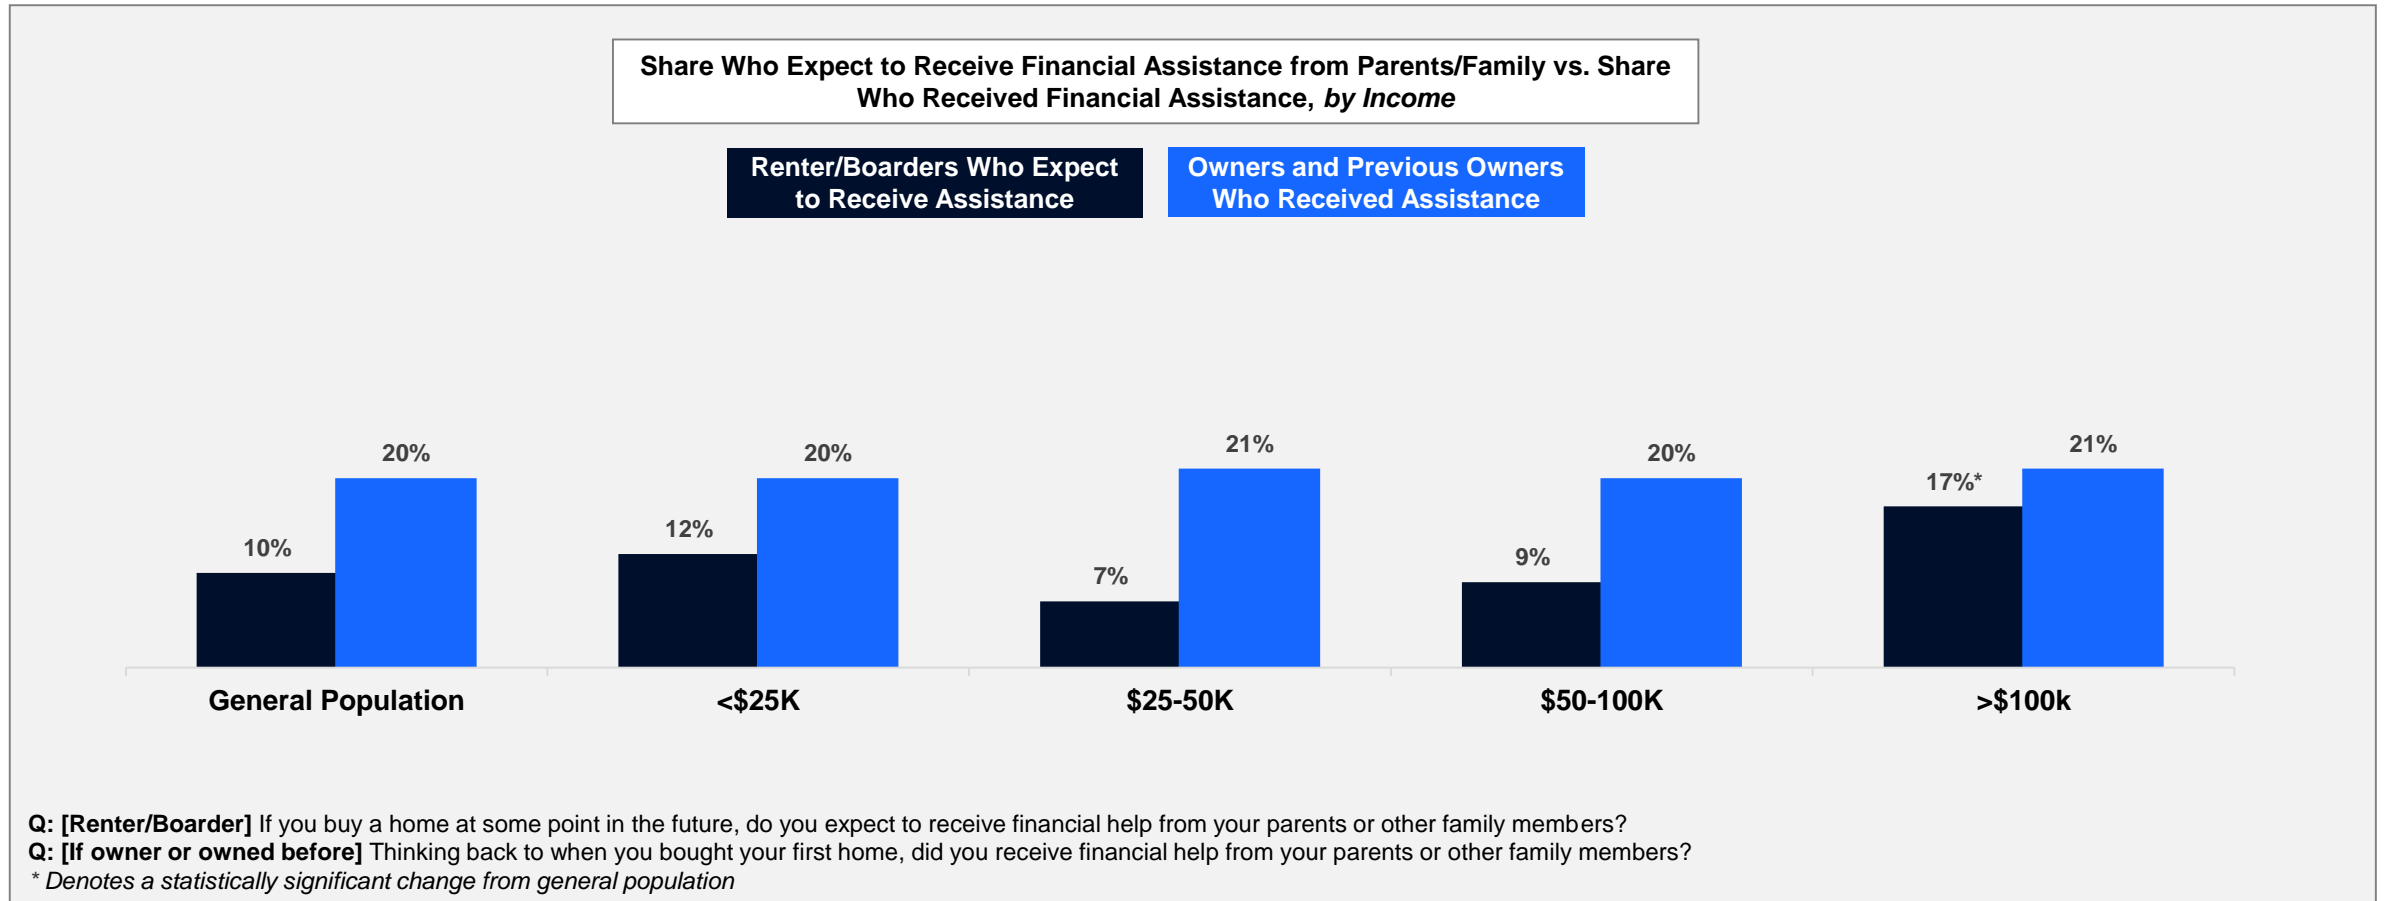 Share Who Expect to Receive Financial Assistance from Parents/Family vs. Share
Who Received Financial Assistance, by Income
Renter/Boarders Who Expect
to Receive Assistance
Owners and Previous Owners
Who Received Assistance
10%
20%
12%
20%
7%
21%
9%
20%
17%*
21%
General Population
<$25K
$25-50K
$50-100K
>$100k
Q: [Renter/Boarder] If you buy a home at some point in the future, do you expect to receive financial help from your parents or other family members?
Q: [If owner or owned before] Thinking back to when you bought your first home, did you receive financial help from your parents or other family members?
* Denotes a statistically significant change from general population